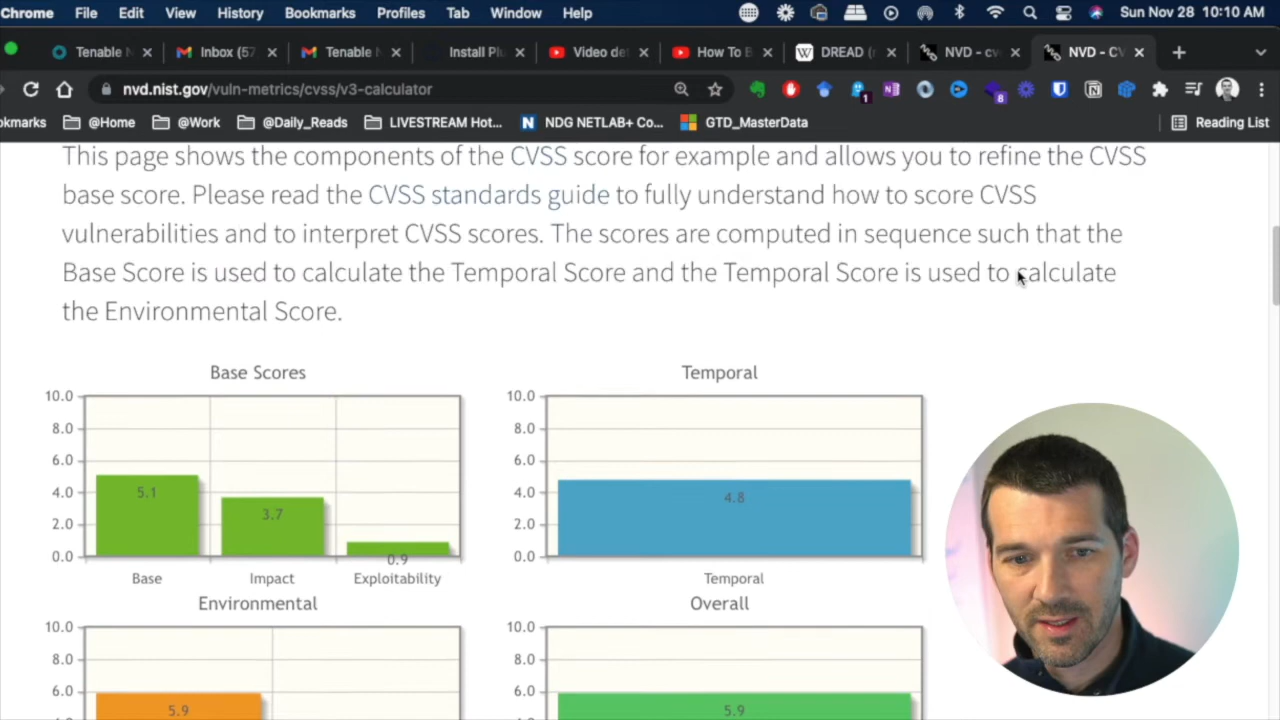 Chrome File Edit View History Bookmarks Profiles Tab Window Help Sun Nov 28 10:10 AM
Tenable Inbox (57 Tenable Install Plu Video de How To B DREAD (r NVD - cv NVD - CV
nvd.nist.gov/vuln-metrics/cvss/v3-calculator 1 8
okmarks @Home @Work @Daily_Reads LIVESTREAM Hot... NDG NETLAB+ Co... GTD_MasterData Reading List
This page shows the components of the CVSS score for example and allows you to refine the CVSS
base score. Please read the CVSS standards guide to fully understand how to score CVSS
vulnerabilities and to interpret CVSS scores. The scores are computed in sequence such that the
Base Score is used to calculate the Temporal Score and the Temporal Score is used to calculate
the Environmental Score.
Base Scores
10.0
8.0
6.0
4.0
2.0
0.0
5.1
3.7
0.9
Base Impact Exploitability
Temporal
10.0
8.0
6.0
4.0
2.0
0.0
4.8
Temporal
Environmental
10.0
8.0
6.0
5.9
Overall
10.0
8.0
6.0
5.9